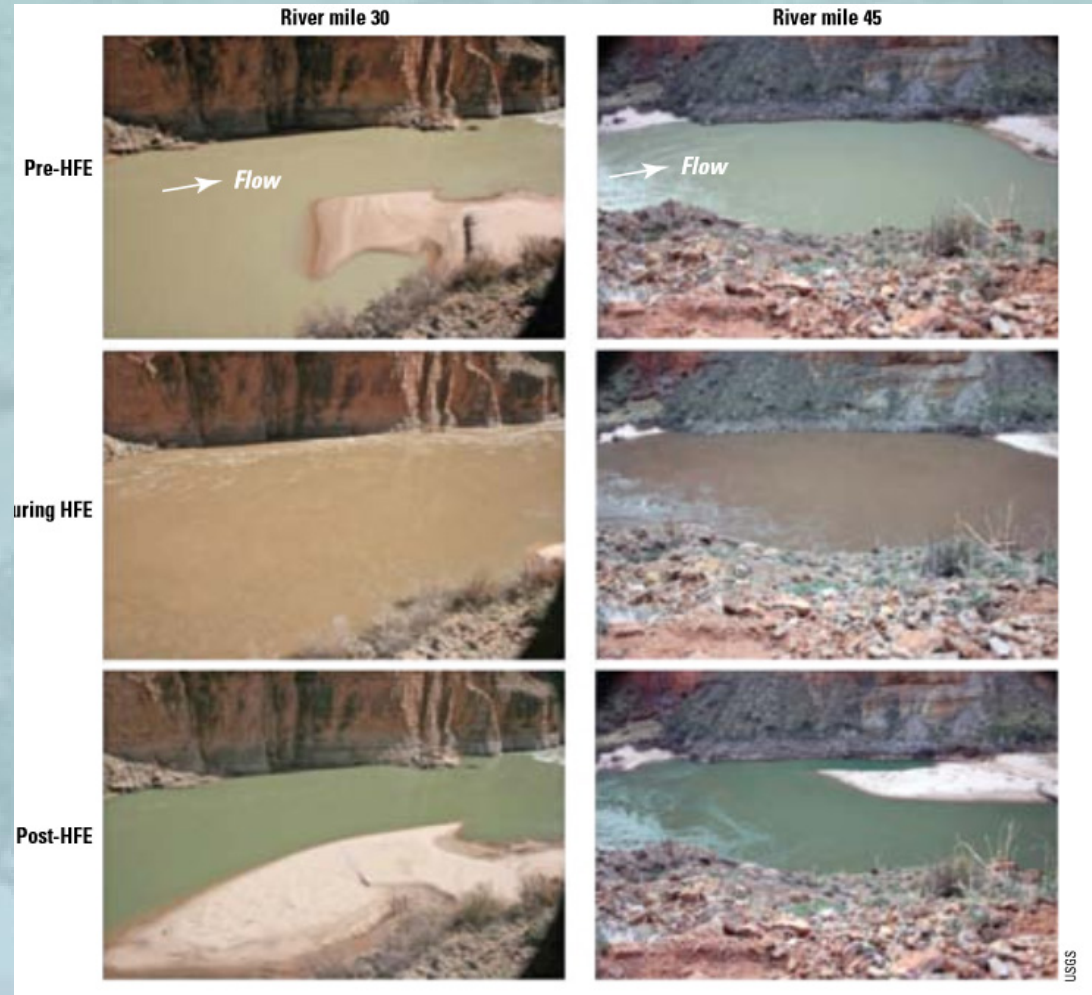 River mile 30
River mile 45
Pre-HFE
Flow
Flow
uring HFE
Post-HFE
USGS